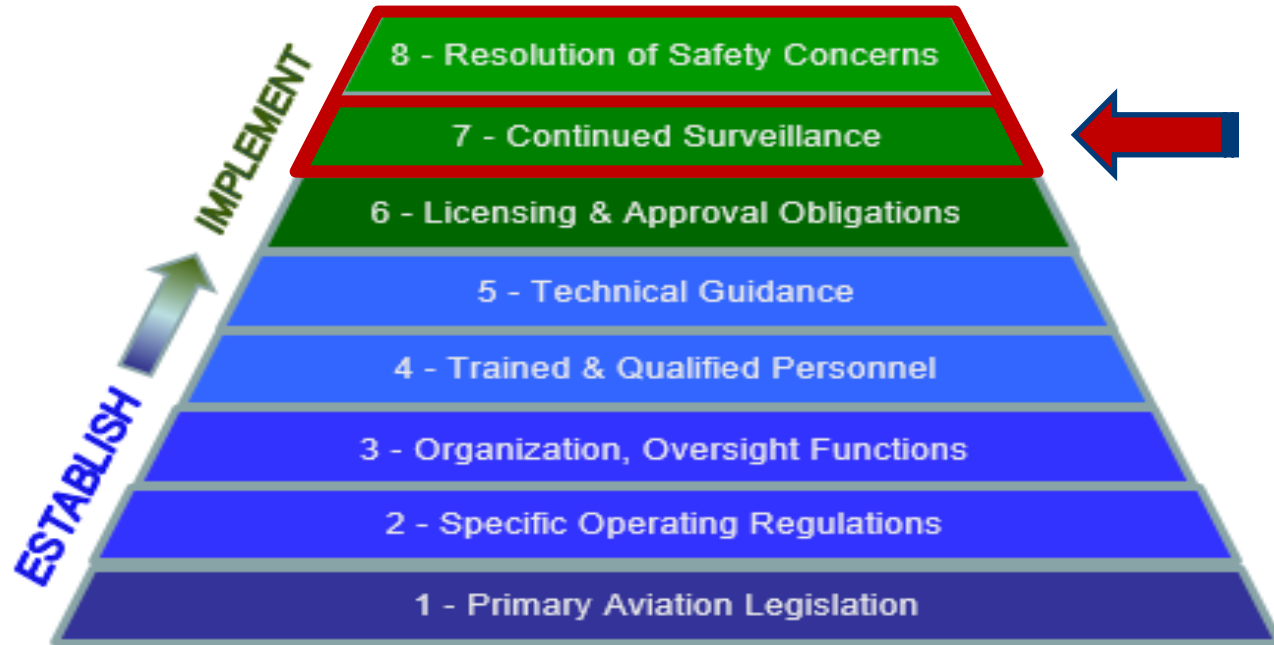 8 - Resolution of Safety Concerns
7 - Continued Surveillance
6 - Licensing & Approval Obligations
5 - Technical Guidance
4 - Trained & Qualified Personnel
3 - Organization, Oversight Functions
2 - Specific Operating Regulations
1 - Primary Aviation Legislation
IMPLEMENT
ESTABLISH